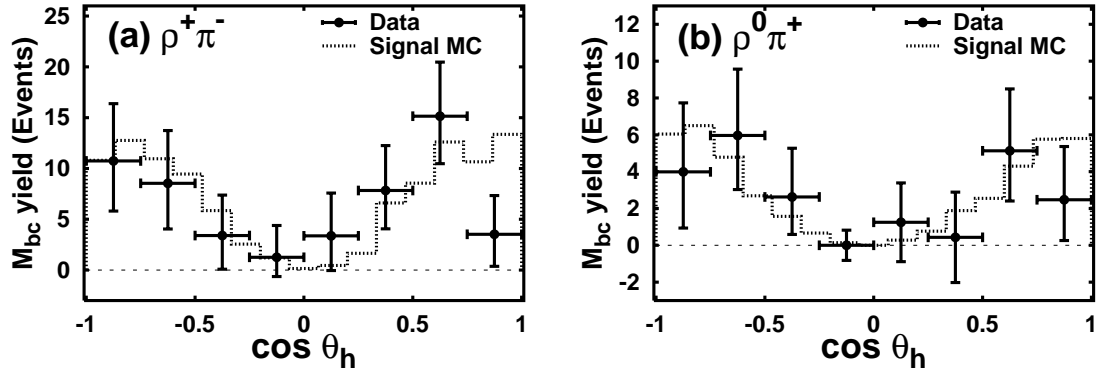 (a) ρ⁺π⁻
Data
Signal MC
M_bc yield (Events)
25
20
15
10
5
0
-1
-0.5
0
0.5
1
cos θ_h
(b) ρ⁰π⁺
Data
Signal MC
M_bc yield (Events)
12
10
8
6
4
2
0
-2
-1
-0.5
0
0.5
1
cos θ_h